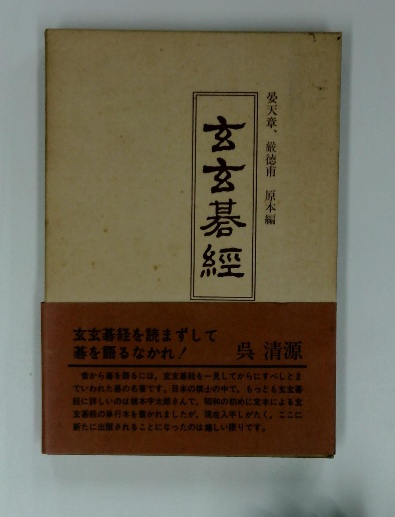 晏天章、嚴德甫 原本編
玄玄碁經
玄玄碁経を読まずして
碁を語るなかれ!
呉 清源
昔から碁を語るには、玄玄碁経を一見してからにすべしとま
でいわれた碁の名著です。日本の棋士の中で、もっとも玄玄碁
経に詳しいのは橋本宇太郎さんで、昭和の初めに文本による玄
玄碁経の単行本を書かれましたが、現在入手しがたく、ここに
新たに出版されることになったのは嬉しい限りです。